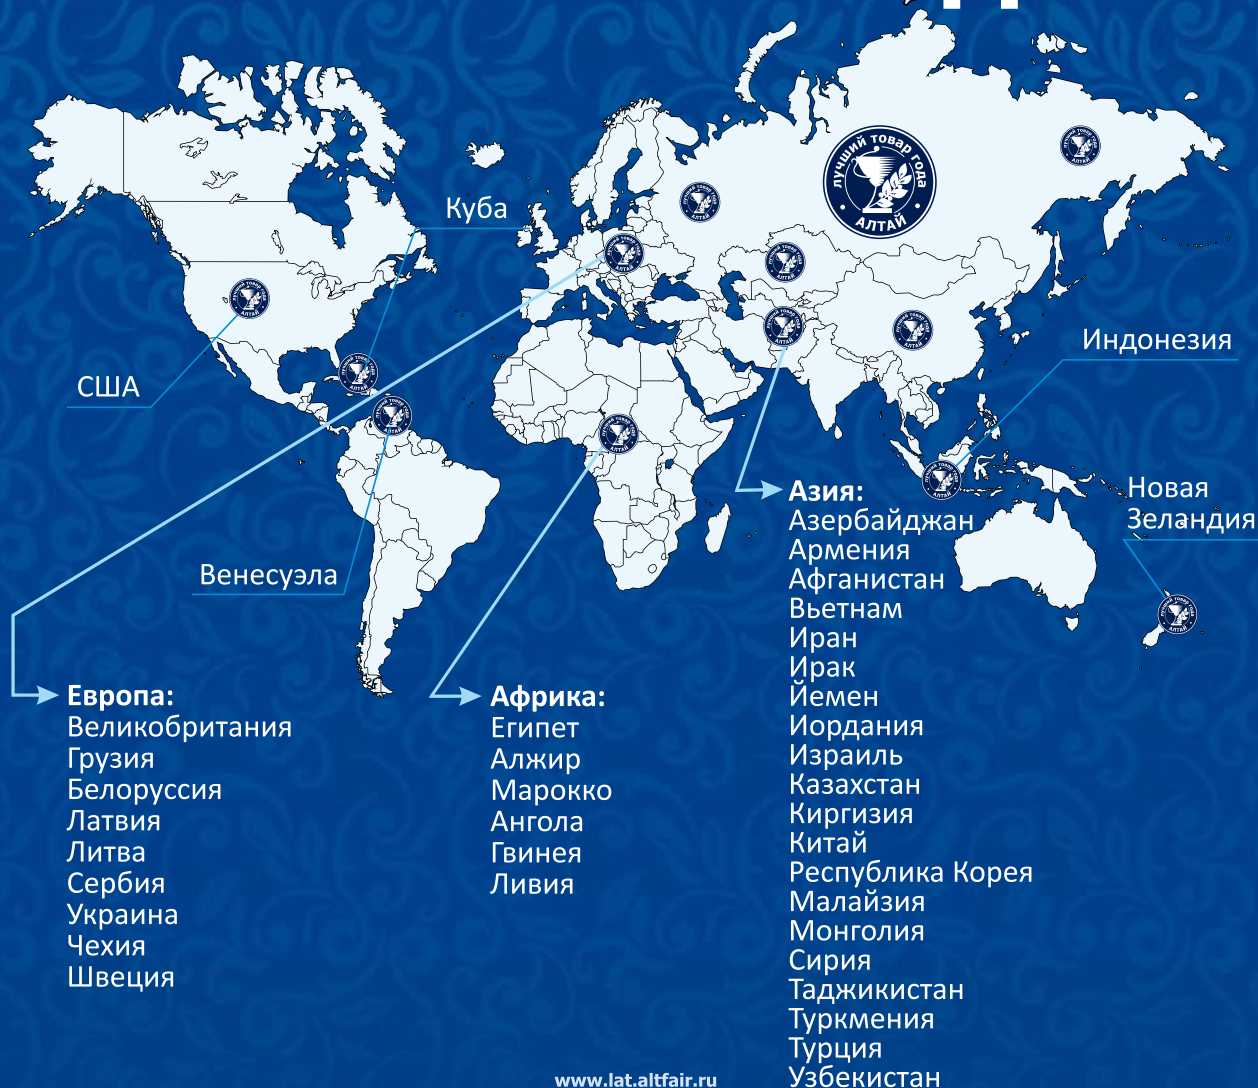 ЛУЧШИЙ ТОВАР ГОДА
АЛТАЙ
Куба
США
Индонезия
Новая
Зеландия
Венесуэла
Европа:
Великобритания
Грузия
Белоруссия
Латвия
Литва
Сербия
Украина
Чехия
Швеция
Африка:
Египет
Алжир
Марокко
Ангола
Гвинея
Ливия
Азия:
Азербайджан
Армения
Афганистан
Вьетнам
Иран
Ирак
Йемен
Иордания
Израиль
Казахстан
Киргизия
Китай
Республика Корея
Малайзия
Монголия
Сирия
Таджикистан
Туркмения
Турция
Узбекистан
www.lat.altfair.ru